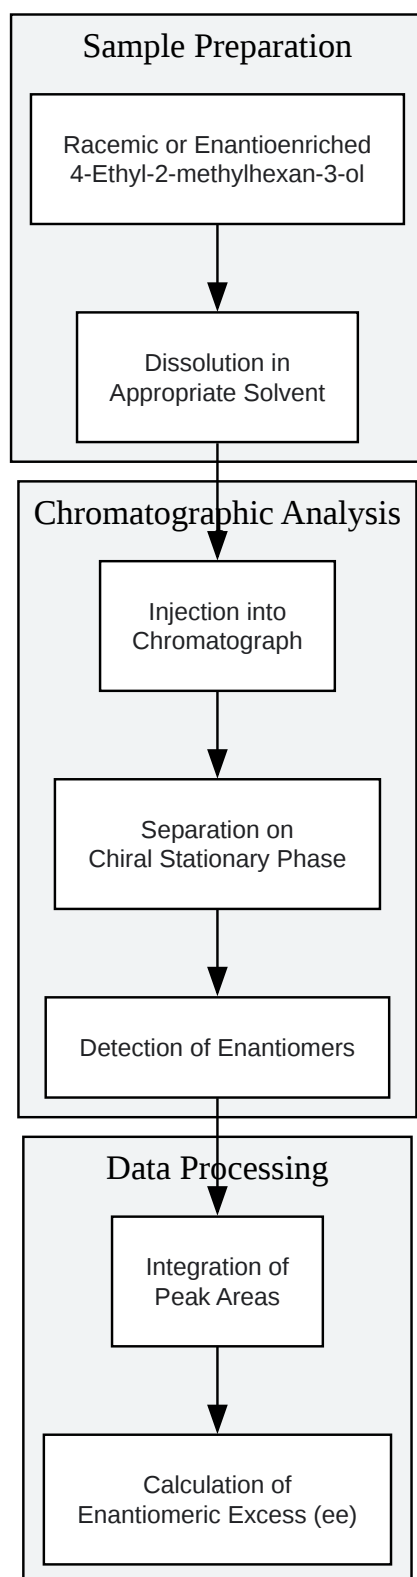 Sample Preparation
Racemic or Enantioenriched
4-Ethyl-2-methylhexan-3-ol
Dissolution in
Appropriate Solvent
Chromatographic Analysis
Injection into
Chromatograph
Separation on
Chiral Stationary Phase
Detection of Enantiomers
Data Processing
Integration of
Peak Areas
Calculation of
Enantiomeric Excess (ee)